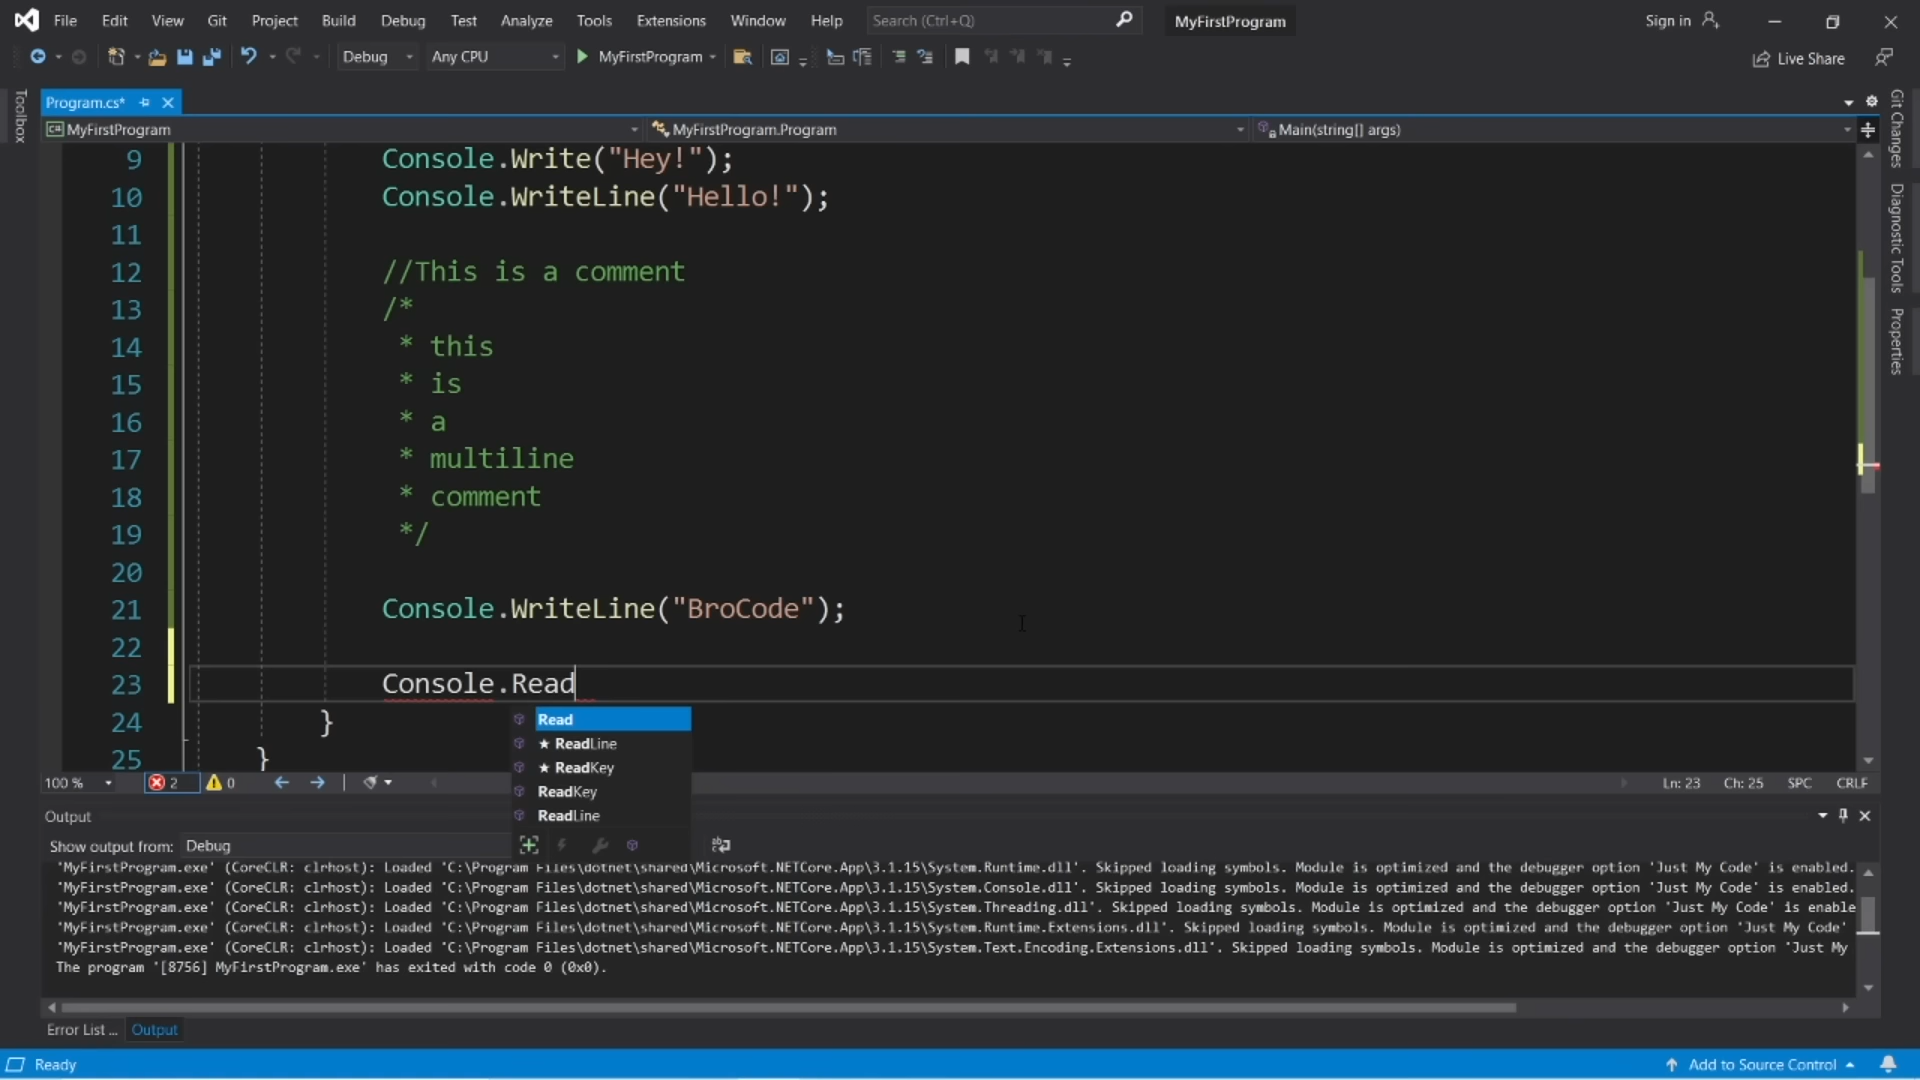 File Edit View Git Project Build Debug Test Analyze Tools Extensions Window Help Search (Ctrl+Q) MyFirstProgram Sign in
Debug Any CPU MyFirstProgram Live Share
Toolbox
Program.cs*
MyFirstProgram MyFirstProgram.Program Main(string[] args)
9 Console.Write("Hey!");
10 Console.WriteLine("Hello!");
11
12 //This is a comment
13 /*
14 * this
15 * is
16 * a
17 * multiline
18 * comment
19 */
20
21 Console.WriteLine("BroCode");
22
23 Console.Read
24 }
25 }
Read
★ ReadLine
★ ReadKey
ReadKey
ReadLine
100 % 2 0 Ln: 23 Ch: 25 SPC CRLF
Output
Show output from: Debug
'MyFirstProgram.exe' (CoreCLR: clrhost): Loaded 'C:\Program Files\dotnet\shared\Microsoft.NETCore.App\3.1.15\System.Runtime.dll'. Skipped loading symbols. Module is optimized and the debugger option 'Just My Code' is enabled.
'MyFirstProgram.exe' (CoreCLR: clrhost): Loaded 'C:\Program Files\dotnet\shared\Microsoft.NETCore.App\3.1.15\System.Console.dll'. Skipped loading symbols. Module is optimized and the debugger option 'Just My Code' is enabled.
'MyFirstProgram.exe' (CoreCLR: clrhost): Loaded 'C:\Program Files\dotnet\shared\Microsoft.NETCore.App\3.1.15\System.Threading.dll'. Skipped loading symbols. Module is optimized and the debugger option 'Just My Code' is enable
'MyFirstProgram.exe' (CoreCLR: clrhost): Loaded 'C:\Program Files\dotnet\shared\Microsoft.NETCore.App\3.1.15\System.Runtime.Extensions.dll'. Skipped loading symbols. Module is optimized and the debugger option 'Just My Code'
'MyFirstProgram.exe' (CoreCLR: clrhost): Loaded 'C:\Program Files\dotnet\shared\Microsoft.NETCore.App\3.1.15\System.Text.Encoding.Extensions.dll'. Skipped loading symbols. Module is optimized and the debugger option 'Just My
The program '[8756] MyFirstProgram.exe' has exited with code 0 (0x0).
Error List ... Output
Ready Add to Source Control
Git Changes
Diagnostic Tools
Properties